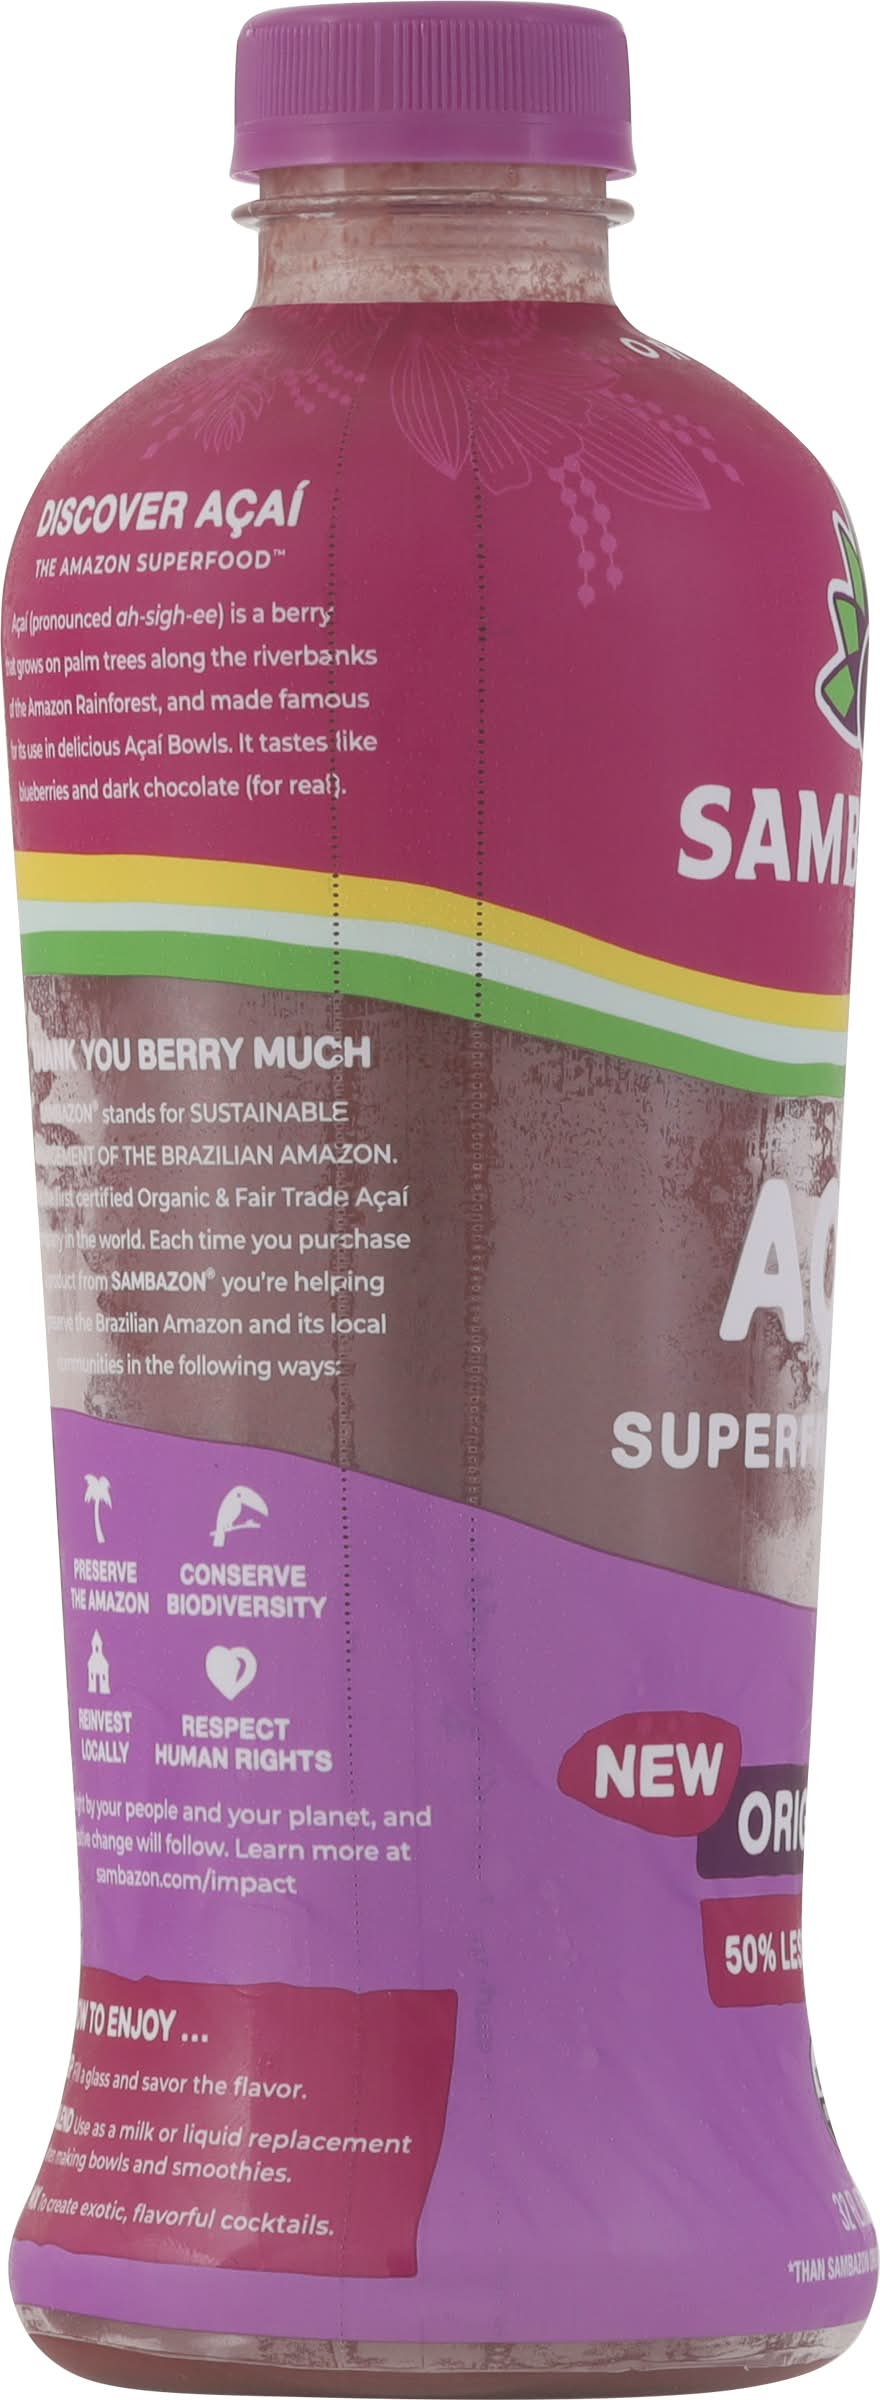 DISCOVER AÇAÍ
THE AMAZON SUPERFOOD™
Açaí (pronounced ah-sigh-ee) is a berry
that grows on palm trees along the riverbanks
of the Amazon Rainforest, and made famous
for its use in delicious Açaí Bowls. It tastes like
blueberries and dark chocolate (for real!).
SAMB
YOU BERRY MUCH
stands for SUSTAINABLE
OF THE BRAZILIAN AMAZON.
first certified Organic & Fair Trade Açaí
in the world. Each time you purchase
from SAMBAZON® you're helping
the Brazilian Amazon and its local
in the following ways:
AÇ
SUPERF
PRESERVE
THE AMAZON
CONSERVE
BIODIVERSITY
REINVEST
LOCALLY
RESPECT
HUMAN RIGHTS
by your people and your planet, and
change will follow. Learn more at
sambazon.com/impact
NEW
ORIG
50% LES
TO ENJOY ...
Fill a glass and savor the flavor.
Use as a milk or liquid replacement
making bowls and smoothies.
To create exotic, flavorful cocktails.
32 FL
*THAN SAMBAZON